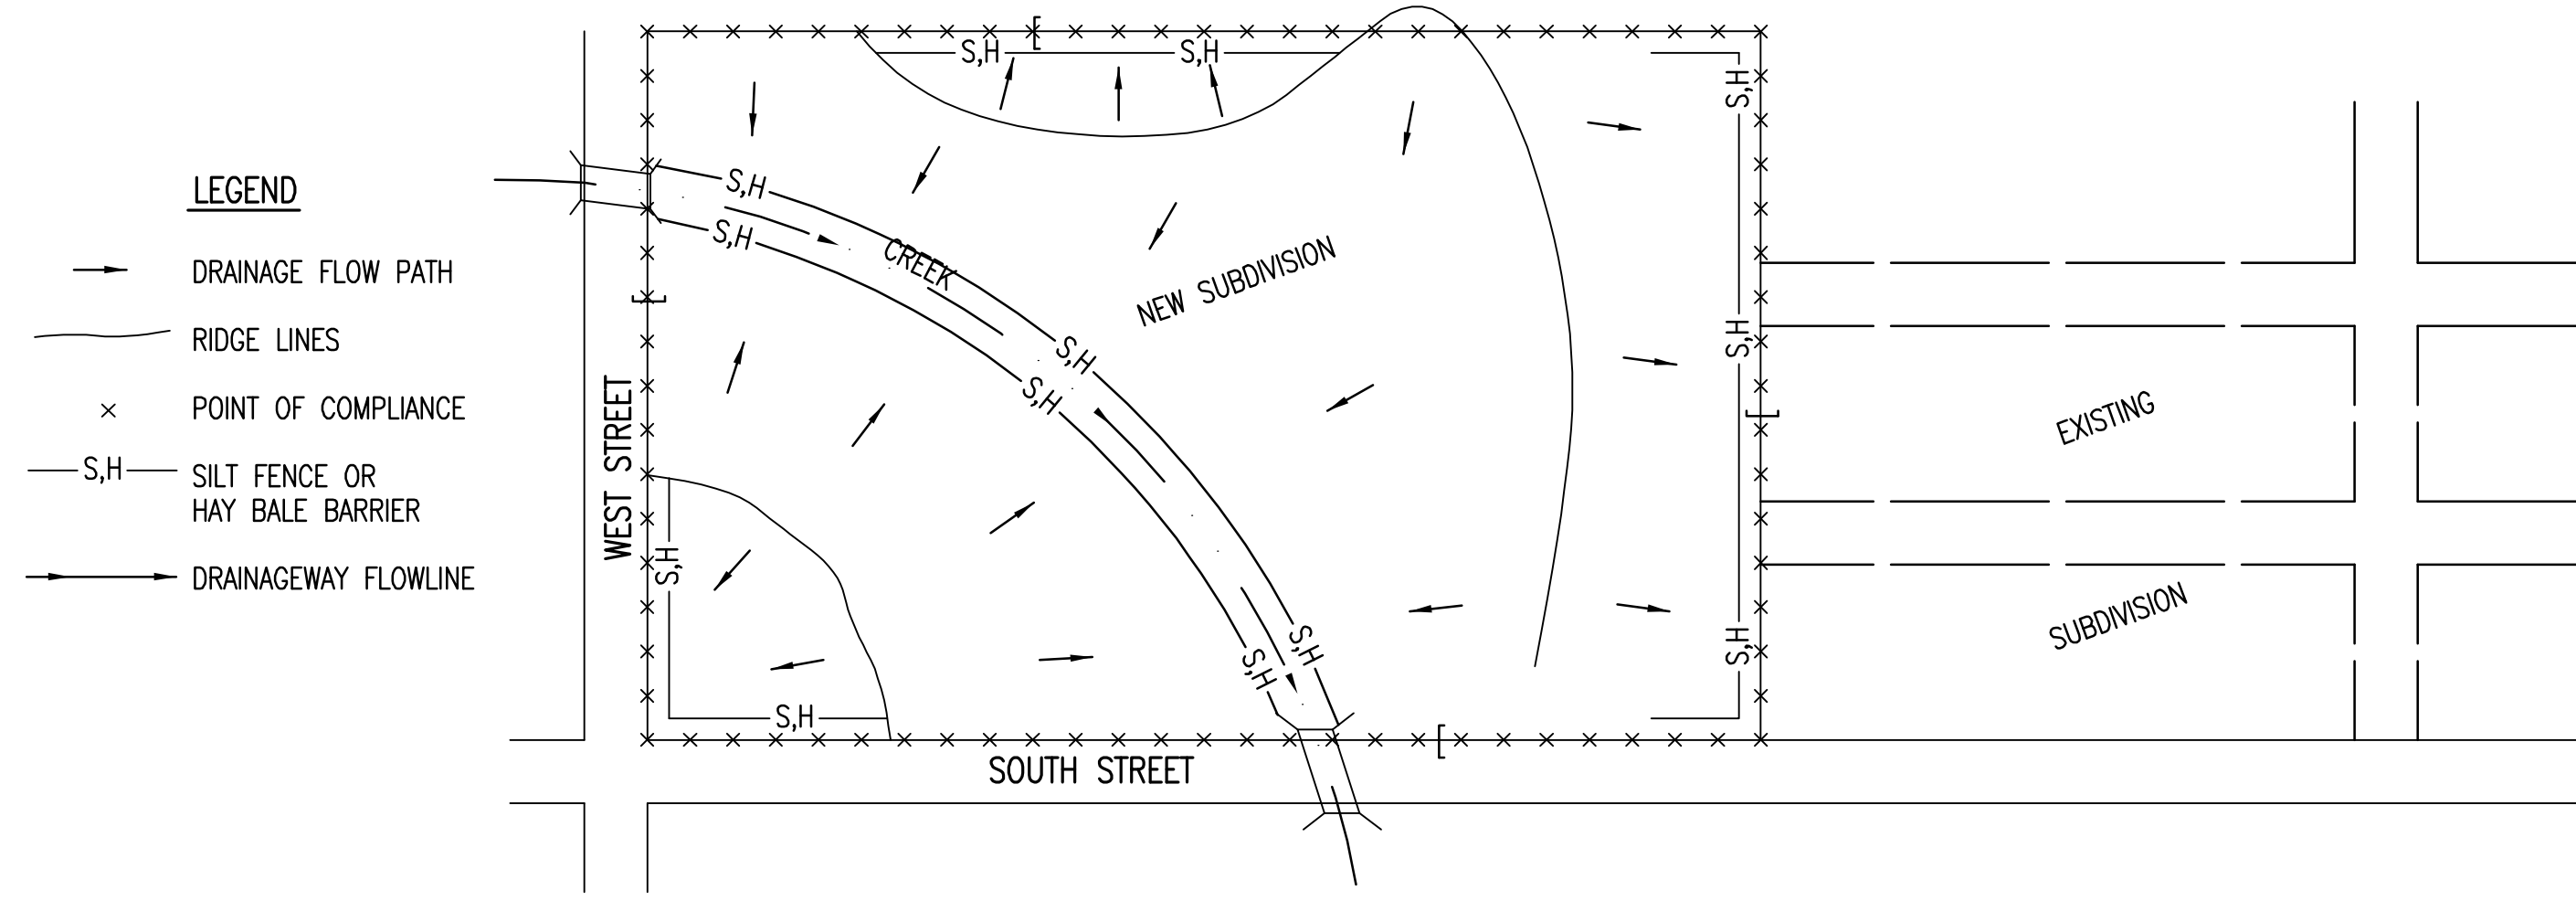 LEGEND
DRAINAGE FLOW PATH
RIDGE LINES
POINT OF COMPLIANCE
S,H
SILT FENCE OR
HAY BALE BARRIER
DRAINAGEWAY FLOWLINE
S,H
S,H
S,H
S,H
S,H
CREEK
NEW SUBDIVISION
S,H
S,H
S,H
WEST STREET
EXISTING
S,H
S,H
S,H
S,H
SUBDIVISION
S,H
SOUTH STREET